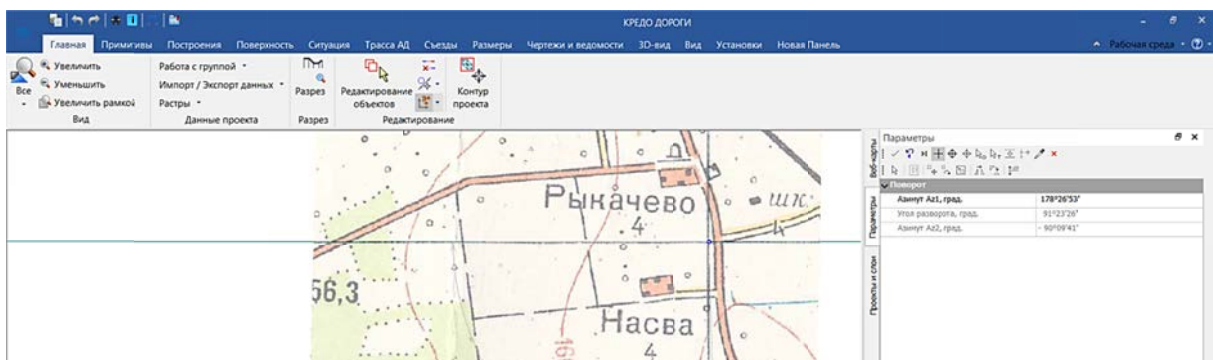 КРЕДО ДОРОГИ
Главная Примитивы Построения Поверхность Ситуация Трасса АД Съезды Размеры Чертежи и ведомости 3D-вид Вид Установки Новая Панель Рабочая среда
Все
Увеличить
Уменьшить
Увеличить рамкой
Вид
Работа с группой
Импорт / Экспорт данных
Растры
Данные проекта
Разрез
Разрез
Редактирование
объектов
Контур
проекта
Редактирование
Рыкачево
4
шк.
56,3
Насва
4
Веб-карты
Параметры
Проекты и слои
Параметры
Поворот
Азимут Az1, град. 178°26'53"
Угол разворота, град. 91°23'26"
Азимут Az2, град. - 90°09'41"